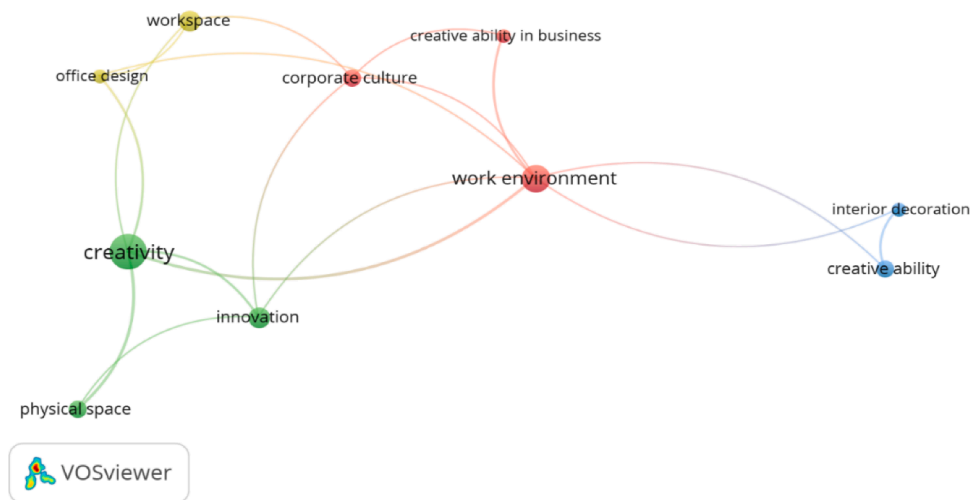 workspace
creative ability in business
office design
corporate culture
work environment
interior decoration
creativity
creative ability
innovation
physical space
VOSviewer